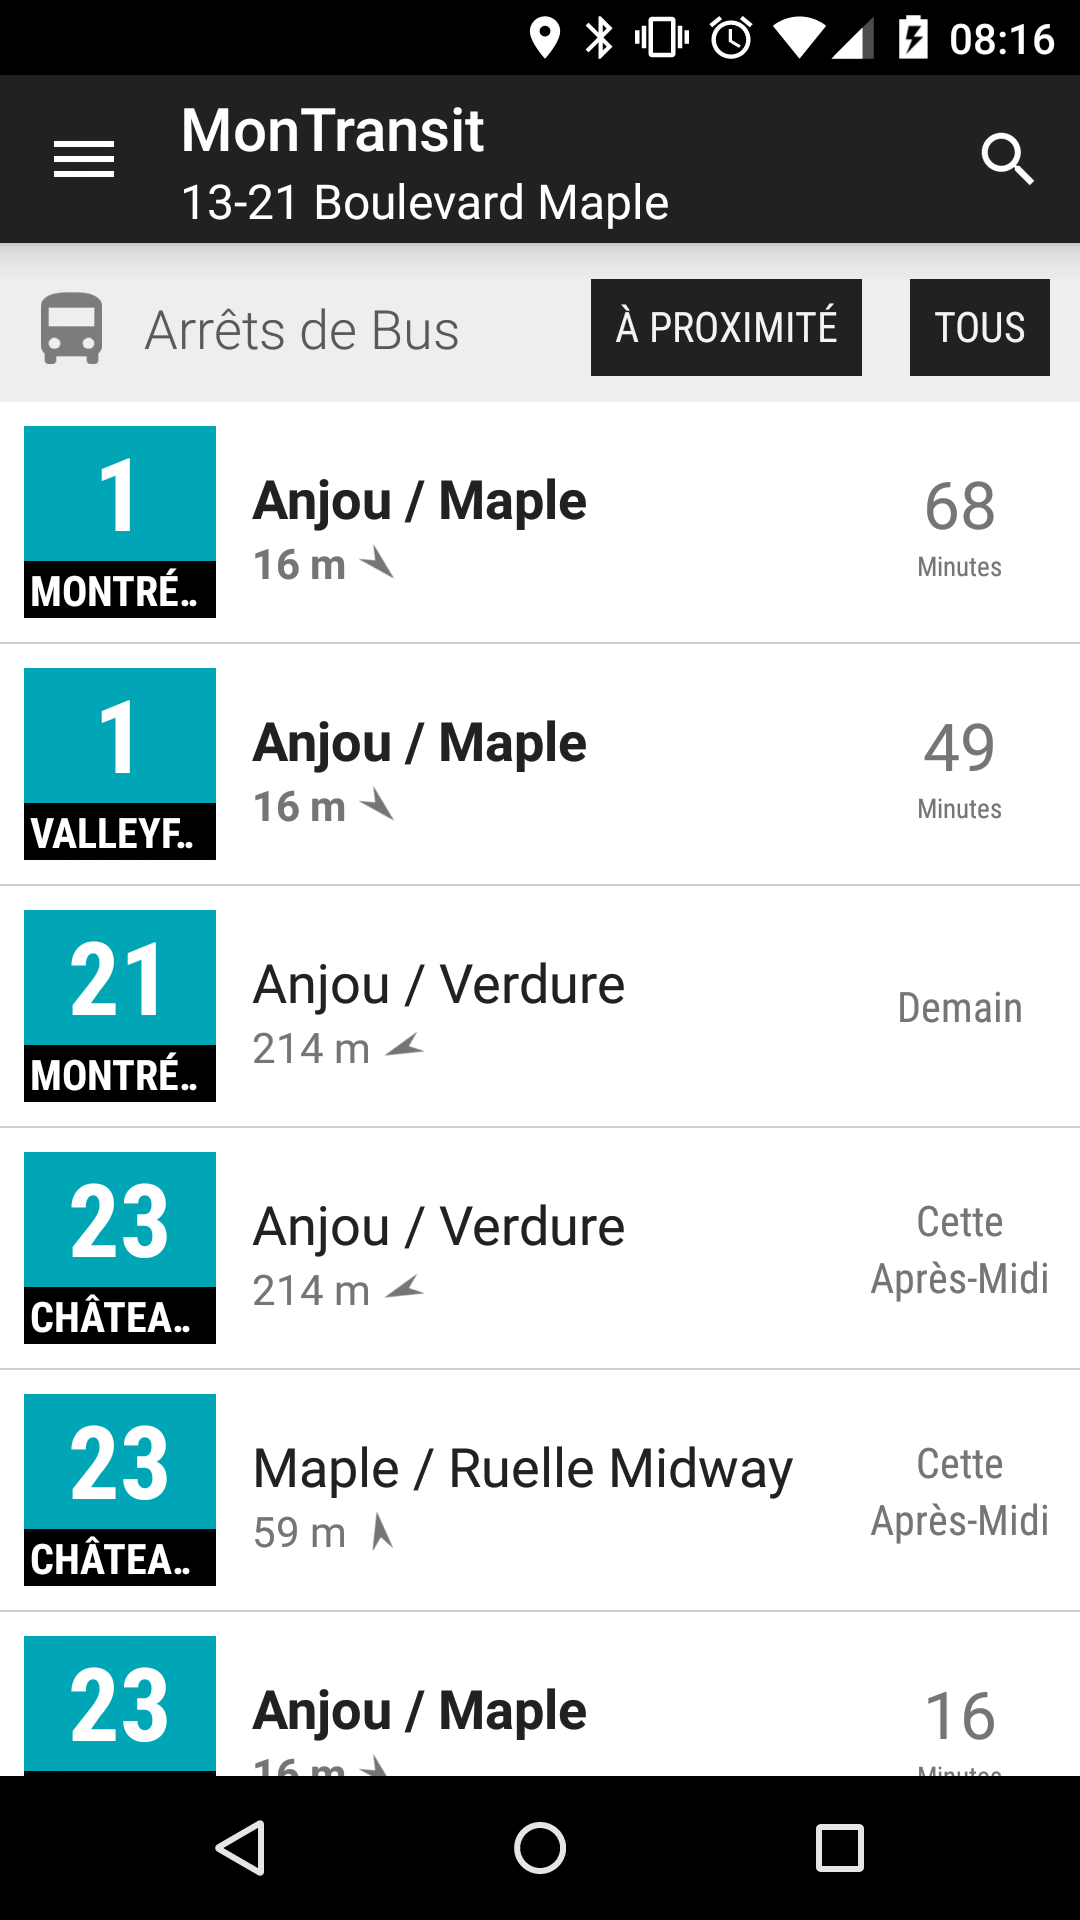 08:16
MonTransit
13-21 Boulevard Maple
Arrêts de Bus
À PROXIMITÉ
TOUS
1
MONTRÉ..
Anjou / Maple
16 m
68
Minutes
1
VALLEYF..
Anjou / Maple
16 m
49
Minutes
21
MONTRÉ..
Anjou / Verdure
214 m
Demain
23
CHÂTEA..
Anjou / Verdure
214 m
Cette
Après-Midi
23
CHÂTEA..
Maple / Ruelle Midway
59 m
Cette
Après-Midi
23
Anjou / Maple
16 m
16
Minutes